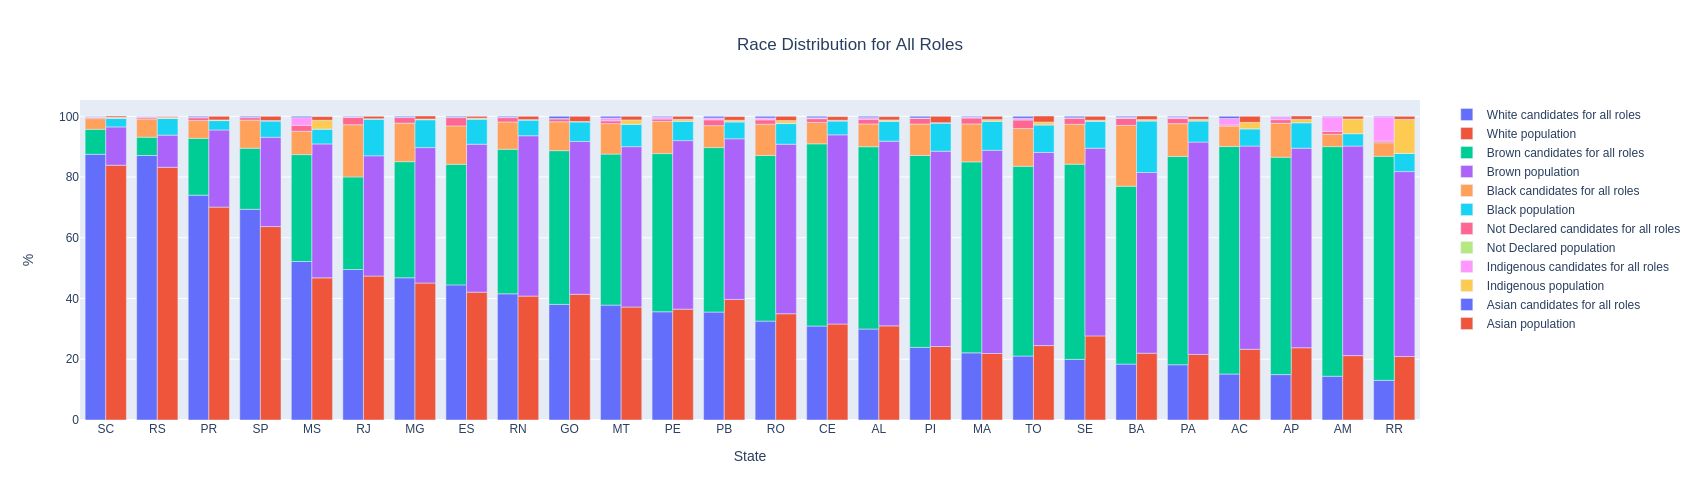 Race Distribution for All Roles
100
80
60
40
20
0
%
SC RS PR SP MS RJ MG ES RN GO MT PE PB RO CE AL PI MA TO SE BA PA AC AP AM RR
State
White candidates for all roles
White population
Brown candidates for all roles
Brown population
Black candidates for all roles
Black population
Not Declared candidates for all roles
Not Declared population
Indigenous candidates for all roles
Indigenous population
Asian candidates for all roles
Asian population